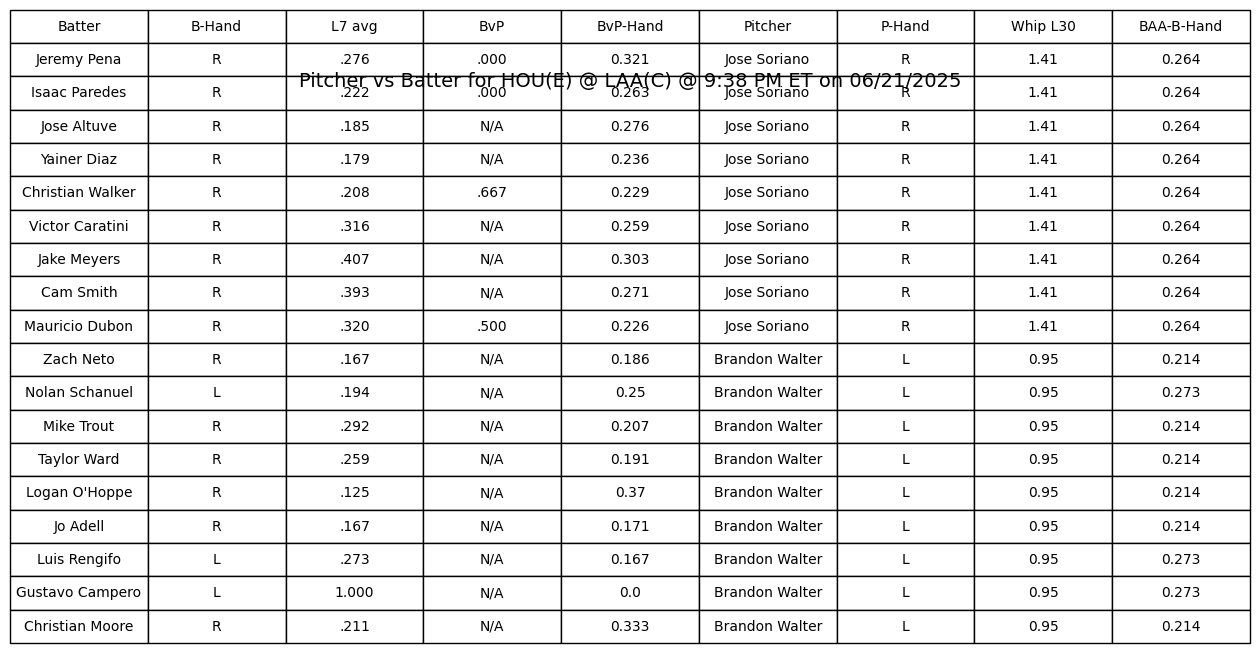 Batter B-Hand L7 avg BvP BvP-Hand Pitcher P-Hand Whip L30 BAA-B-Hand
Jeremy Pena R .276 .000 0.321 Jose Soriano R 1.41 0.264
Pitcher vs Batter for HOU(E) @ LAA(C) @ 9:38 PM ET on 06/21/2025
Isaac Paredes R .222 .000 0.263 Jose Soriano R 1.41 0.264
Jose Altuve R .185 N/A 0.276 Jose Soriano R 1.41 0.264
Yainer Diaz R .179 N/A 0.236 Jose Soriano R 1.41 0.264
Christian Walker R .208 .667 0.229 Jose Soriano R 1.41 0.264
Victor Caratini R .316 N/A 0.259 Jose Soriano R 1.41 0.264
Jake Meyers R .407 N/A 0.303 Jose Soriano R 1.41 0.264
Cam Smith R .393 N/A 0.271 Jose Soriano R 1.41 0.264
Mauricio Dubon R .320 .500 0.226 Jose Soriano R 1.41 0.264
Zach Neto R .167 N/A 0.186 Brandon Walter L 0.95 0.214
Nolan Schanuel L .194 N/A 0.25 Brandon Walter L 0.95 0.273
Mike Trout R .292 N/A 0.207 Brandon Walter L 0.95 0.214
Taylor Ward R .259 N/A 0.191 Brandon Walter L 0.95 0.214
Logan O'Hoppe R .125 N/A 0.37 Brandon Walter L 0.95 0.214
Jo Adell R .167 N/A 0.171 Brandon Walter L 0.95 0.214
Luis Rengifo L .273 N/A 0.167 Brandon Walter L 0.95 0.273
Gustavo Campero L 1.000 N/A 0.0 Brandon Walter L 0.95 0.273
Christian Moore R .211 N/A 0.333 Brandon Walter L 0.95 0.214